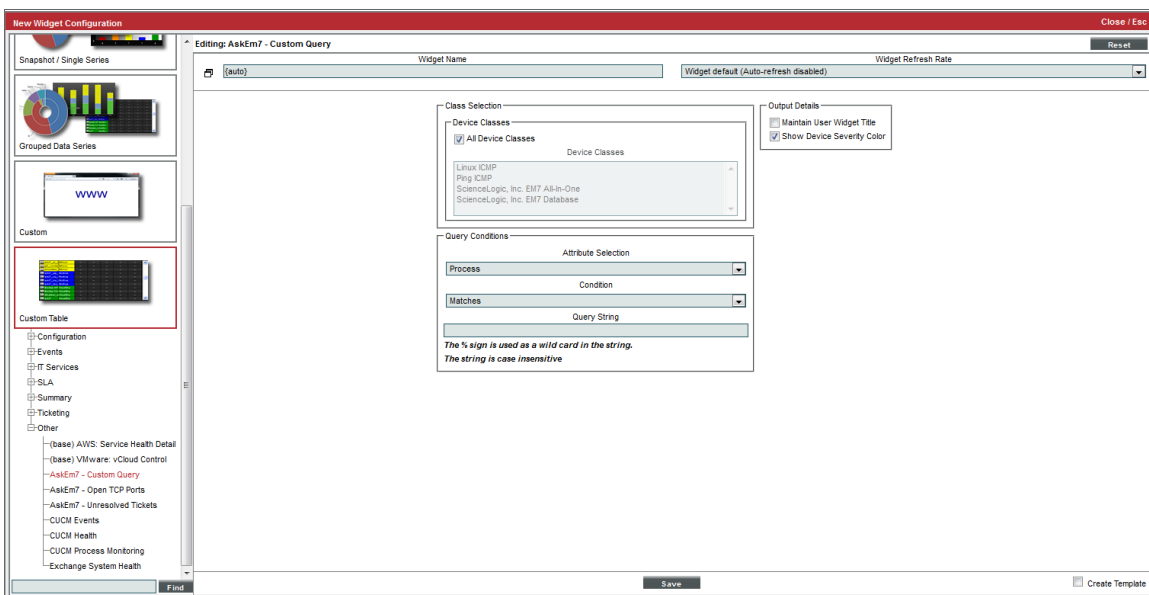 New Widget Configuration
Close / Esc
Snapshot / Single Series
Grouped Data Series
www
Custom
Custom Table
Configuration
Events
IT Services
SLA
Summary
Ticketing
Other
(base) AWS: Service Health Detail
(base) VMware: vCloud Control
AskEm7 - Custom Query
AskEm7 - Open TCP Ports
AskEm7 - Unresolved Tickets
CUCM Events
CUCM Health
CUCM Process Monitoring
Exchange System Health
Find
Editing: AskEm7 - Custom Query
Reset
Widget Name
Widget Refresh Rate
{auto}
Widget default (Auto-refresh disabled)
Class Selection
Device Classes
All Device Classes
Device Classes
Linux ICMP
Ping ICMP
ScienceLogic, Inc. EM7 All-In-One
ScienceLogic, Inc. EM7 Database
Output Details
Maintain User Widget Title
Show Device Severity Color
Query Conditions
Attribute Selection
Process
Condition
Matches
Query String
The % sign is used as a wild card in the string.
The string is case insensitive
Save
Create Template